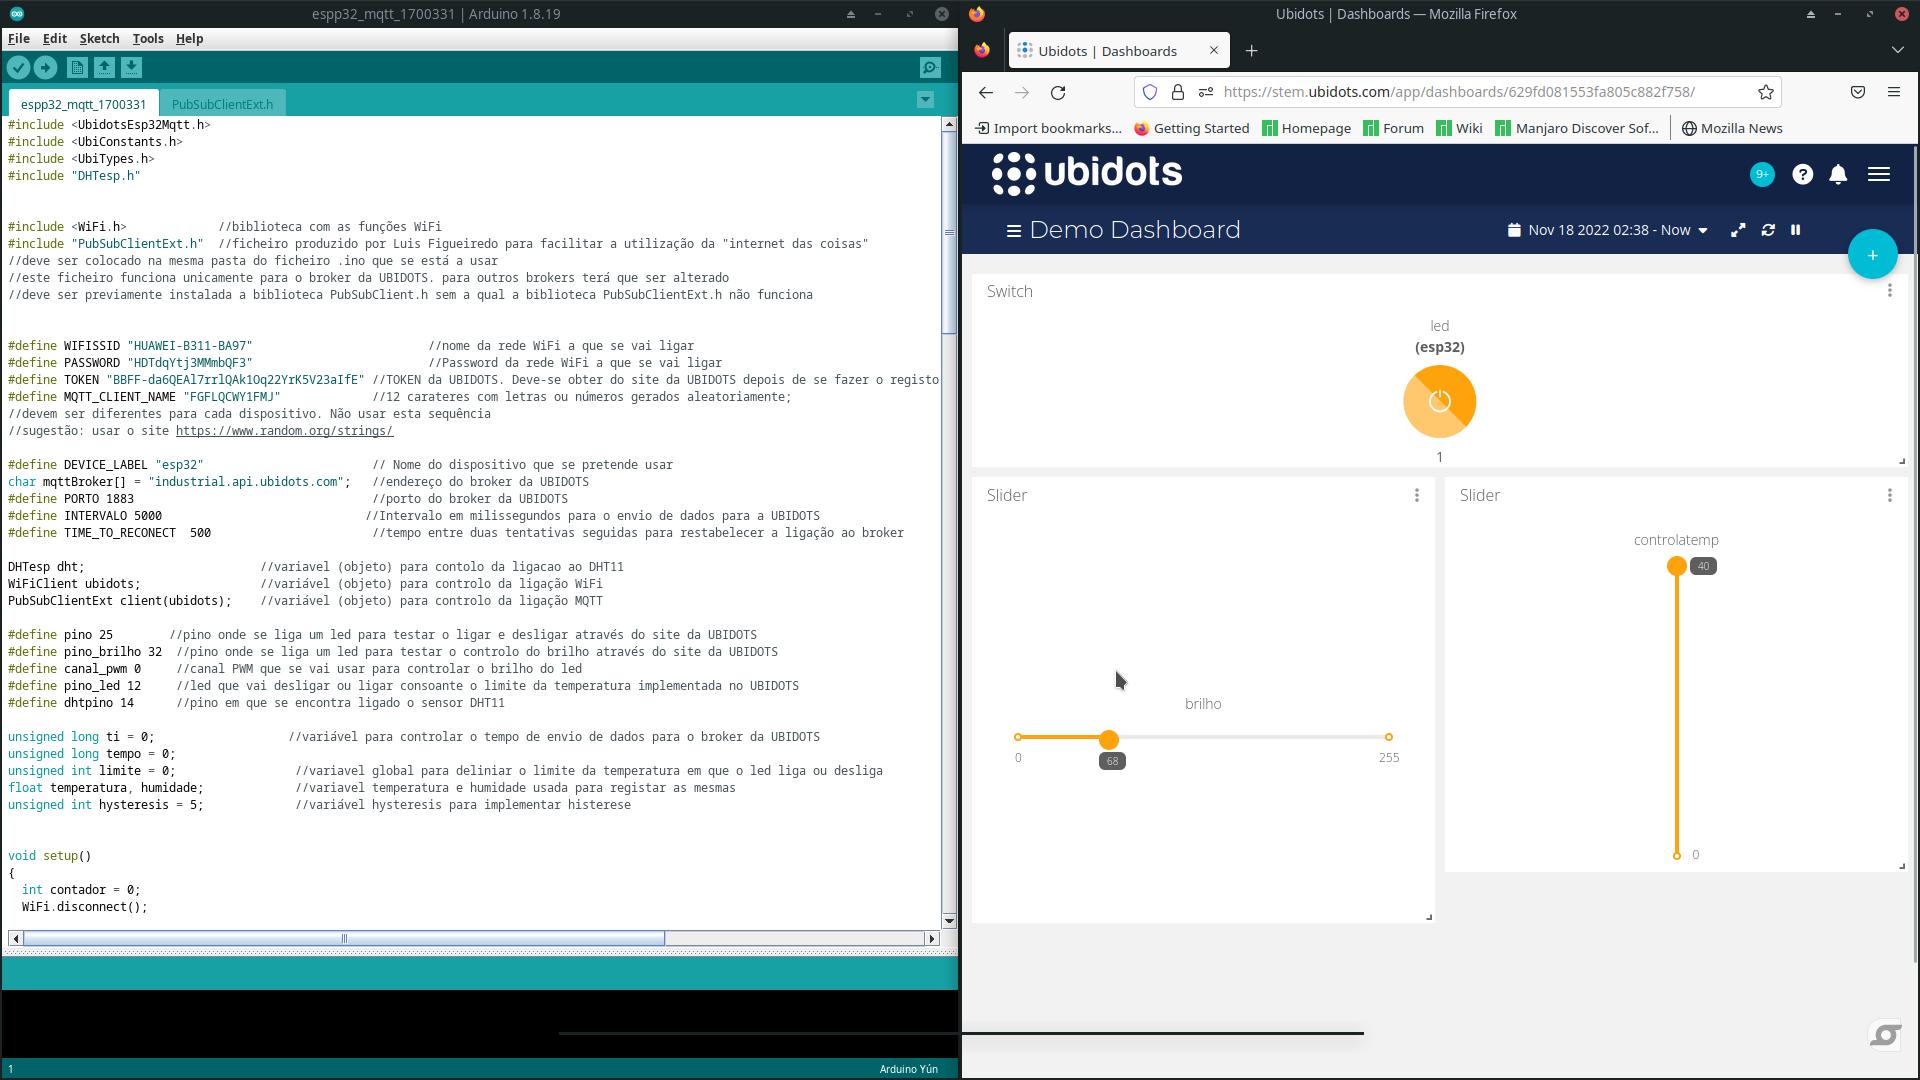 espp32_mqtt_1700331 | Arduino 1.8.19
File Edit Sketch Tools Help
espp32_mqtt_1700331 PubSubClientExt.h
#include <UbidotsEsp32Mqtt.h>
#include <UbiConstants.h>
#include <UbiTypes.h>
#include "DHTesp.h"
#include <WiFi.h> //biblioteca com as funções WiFi
#include "PubSubClientExt.h" //ficheiro produzido por Luis Figueiredo para facilitar a utilização da "internet das coisas"
//deve ser colocado na mesma pasta do ficheiro .ino que se está a usar
//este ficheiro funciona unicamente para o broker da UBIDOTS. para outros brokers terá que ser alterado
//deve ser previamente instalada a biblioteca PubSubClient.h sem a qual a biblioteca PubSubClientExt.h não funciona
#define WIFISSID "HUAWEI-B311-BA97" //nome da rede WiFi a que se vai ligar
#define PASSWORD "HDTdqYtj3MMmbQF3" //Password da rede WiFi a que se vai ligar
#define TOKEN "BBFF-da6QEAl7rrlQAk1Oq22YrK5V23aIfE" //TOKEN da UBIDOTS. Deve-se obter do site da UBIDOTS depois de se fazer o registo
#define MQTT_CLIENT_NAME "FGFLQCWY1FMJ" //12 carateres com letras ou números gerados aleatoriamente;
//devem ser diferentes para cada dispositivo. Não usar esta sequência
//sugestão: usar o site https://www.random.org/strings/
#define DEVICE_LABEL "esp32" // Nome do dispositivo que se pretende usar
char mqttBroker[] = "industrial.api.ubidots.com"; //endereço do broker da UBIDOTS
#define PORTO 1883 //porto do broker da UBIDOTS
#define INTERVALO 5000 //Intervalo em milissegundos para o envio de dados para a UBIDOTS
#define TIME_TO_RECONECT 500 //tempo entre duas tentativas seguidas para restabelecer a ligação ao broker
DHTesp dht; //variavel (objeto) para contolo da ligacao ao DHT11
WiFiClient ubidots; //variável (objeto) para controlo da ligação WiFi
PubSubClientExt client(ubidots); //variável (objeto) para controlo da ligação MQTT
#define pino 25 //pino onde se liga um led para testar o ligar e desligar através do site da UBIDOTS
#define pino_brilho 32 //pino onde se liga um led para testar o controlo do brilho através do site da UBIDOTS
#define canal_pwm 0 //canal PWM que se vai usar para controlar o brilho do led
#define pino_led 12 //led que vai desligar ou ligar consoante o limite da temperatura implementada no UBIDOTS
#define dhtpino 14 //pino em que se encontra ligado o sensor DHT11
unsigned long ti = 0; //variável para controlar o tempo de envio de dados para o broker da UBIDOTS
unsigned long tempo = 0;
unsigned int limite = 0; //variavel global para deliniar o limite da temperatura em que o led liga ou desliga
float temperatura, humidade; //variavel temperatura e humidade usada para registar as mesmas
unsigned int hysteresis = 5; //variável hysteresis para implementar histerese
void setup()
{
int contador = 0;
WiFi.disconnect();
1
Arduino Yún
Ubidots | Dashboards — Mozilla Firefox
Ubidots | Dashboards
https://stem.ubidots.com/app/dashboards/629fd081553fa805c882f758/
Import bookmarks... Getting Started Homepage Forum Wiki Manjaro Discover Sof... Mozilla News
ubidots
9+
Demo Dashboard Nov 18 2022 02:38 - Now
Switch
led
(esp32)
1
Slider
brilho
0
68
255
Slider
controlatemp
40
0